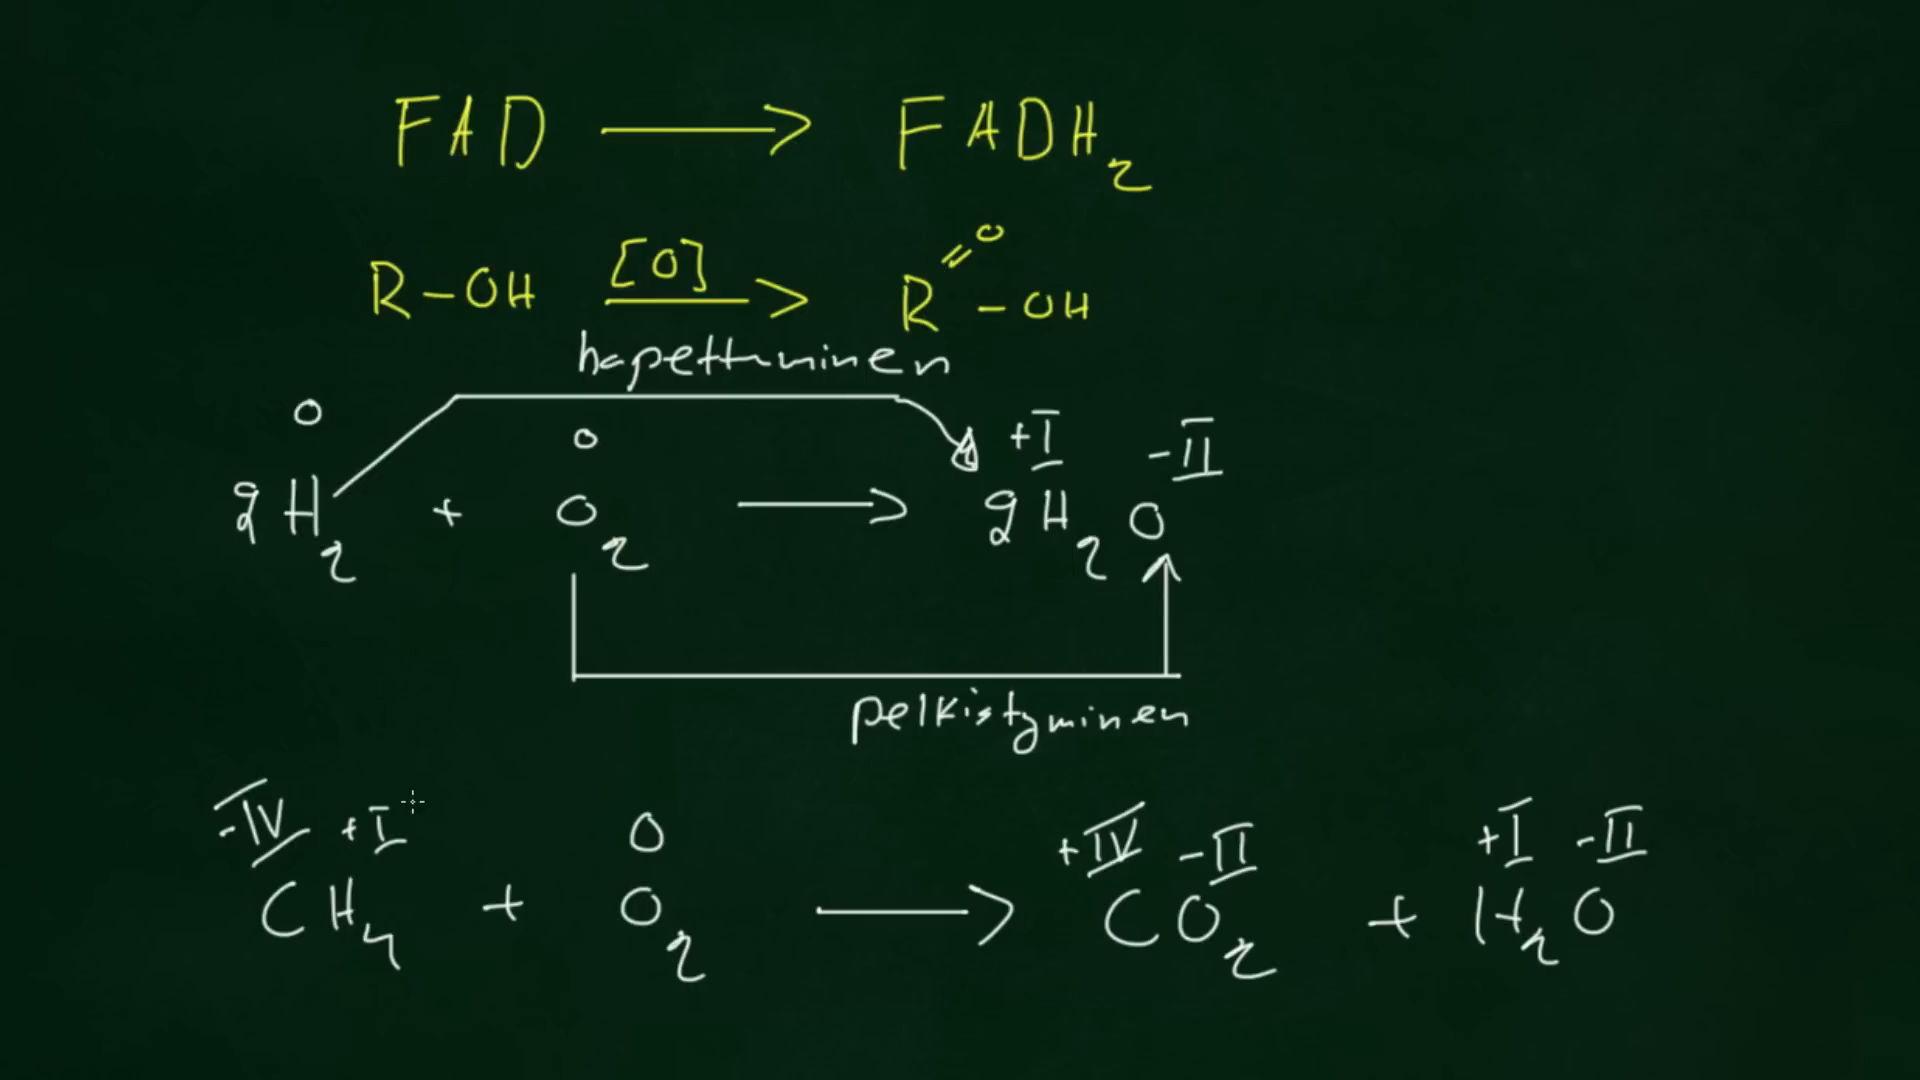 FAD → FADH₂
[O] O
R-OH → R=O-OH
hapettuminen
0 0 +I -II
2H₂ + O₂ → 2H₂O
pelkistyminen
-IV +I 0 +IV -II +I -II
CH₄ + O₂ → CO₂ + H₂O